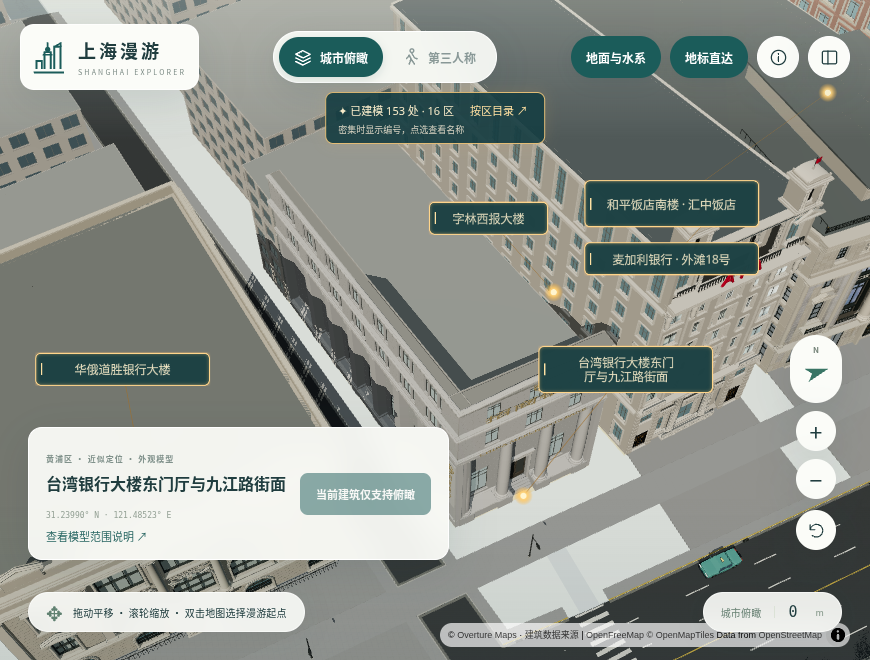 上海漫游
SHANGHAI EXPLORER
城市俯瞰
第三人称
地面与水系
地标直达
✦ 已建模 153 处 · 16 区 按区目录 ↗
密集时显示编号，点选查看名称
和平饭店南楼 · 汇中饭店
字林西报大楼
麦加利银行 · 外滩18号
台湾银行大楼东门
厅与九江路街面
华俄道胜银行大楼
N
黄浦区 · 近似定位 · 外观模型
台湾银行大楼东门厅与九江路街面
当前建筑仅支持俯瞰
31.23990° N · 121.48523° E
查看模型范围说明 ↗
拖动平移 · 滚轮缩放 · 双击地图选择漫游起点
城市俯瞰 0 m
© Overture Maps · 建筑数据来源 | OpenFreeMap © OpenMapTiles Data from OpenStreetMap